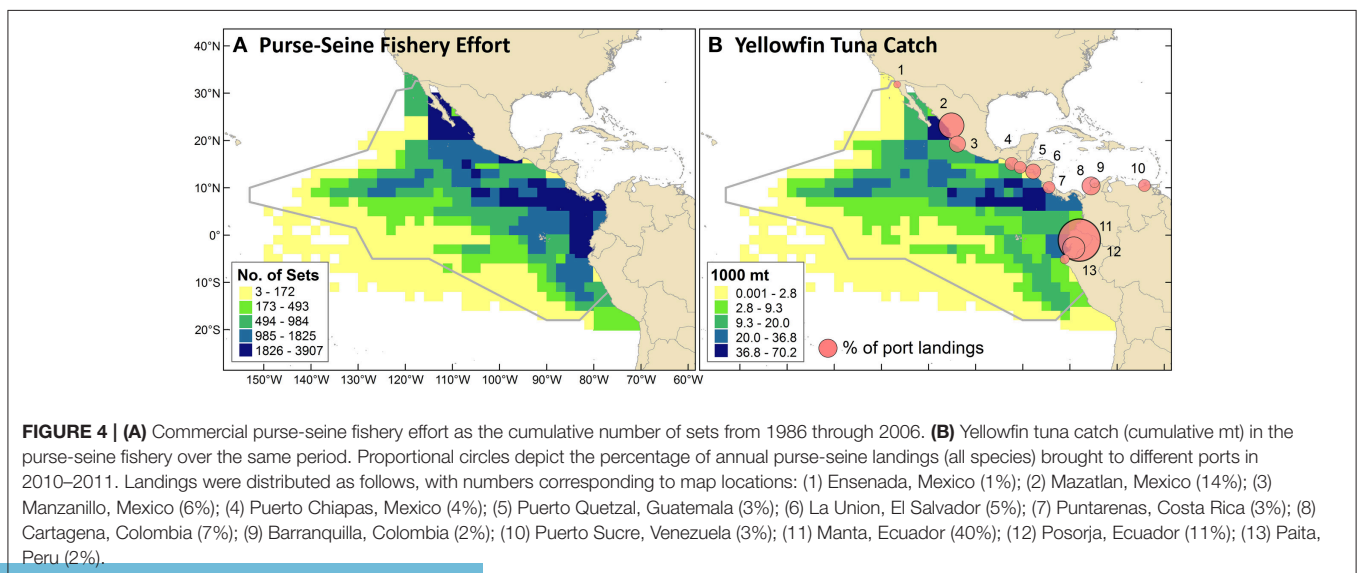 A Purse-Seine Fishery Effort
40°N
30°N
20°N
10°N
0°
10°S
20°S
150°W 140°W 130°W 120°W 110°W 100°W 90°W 80°W 70°W 60°W
No. of Sets
3 - 172
173 - 493
494 - 984
985 - 1825
1826 - 3907
B Yellowfin Tuna Catch
1
2
3
4
5
6
7
8
9
10
11
12
13
1000 mt
0.001 - 2.8
2.8 - 9.3
9.3 - 20.0
20.0 - 36.8
36.8 - 70.2
% of port landings
FIGURE 4 | (A) Commercial purse-seine fishery effort as the cumulative number of sets from 1986 through 2006. (B) Yellowfin tuna catch (cumulative mt) in the
purse-seine fishery over the same period. Proportional circles depict the percentage of annual purse-seine landings (all species) brought to different ports in
2010–2011. Landings were distributed as follows, with numbers corresponding to map locations: (1) Ensenada, Mexico (1%); (2) Mazatlan, Mexico (14%); (3)
Manzanillo, Mexico (6%); (4) Puerto Chiapas, Mexico (4%); (5) Puerto Quetzal, Guatemala (3%); (6) La Union, El Salvador (5%); (7) Puntarenas, Costa Rica (3%); (8)
Cartagena, Colombia (7%); (9) Barranquilla, Colombia (2%); (10) Puerto Sucre, Venezuela (3%); (11) Manta, Ecuador (40%); (12) Posorja, Ecuador (11%); (13) Paita,
Peru (2%).